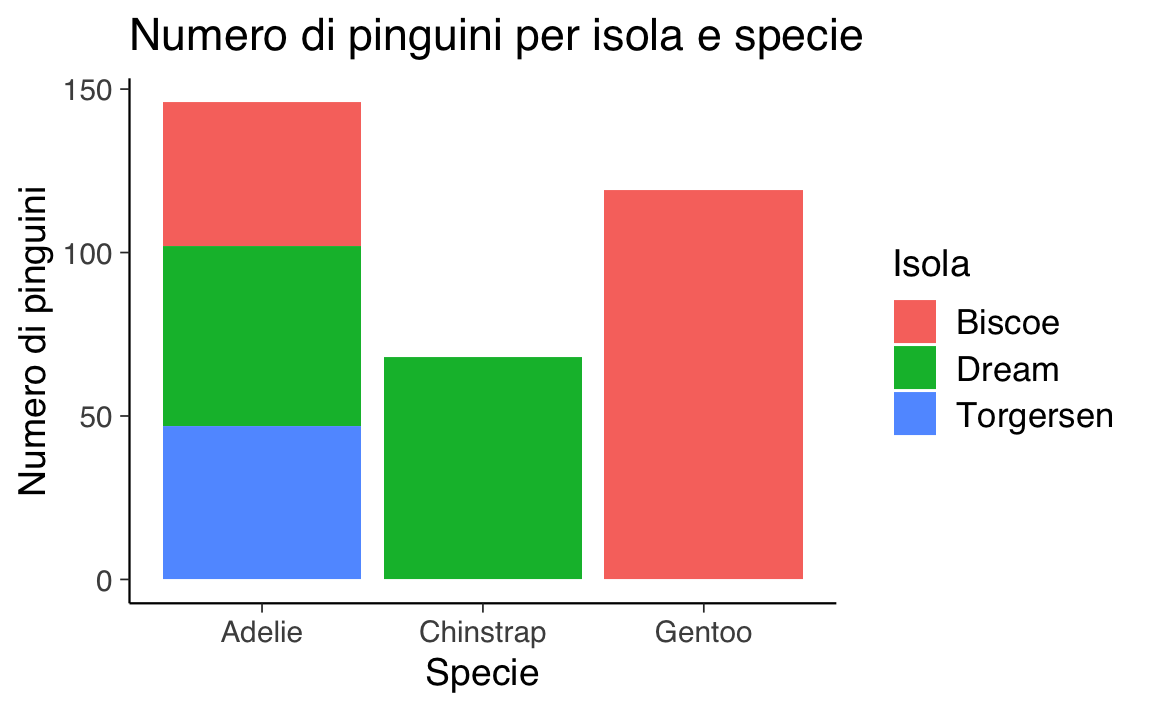 Numero di pinguini per isola e specie
Numero di pinguini
150
100
50
0
Adelie
Chinstrap
Gentoo
Specie
Isola
Biscoe
Dream
Torgersen